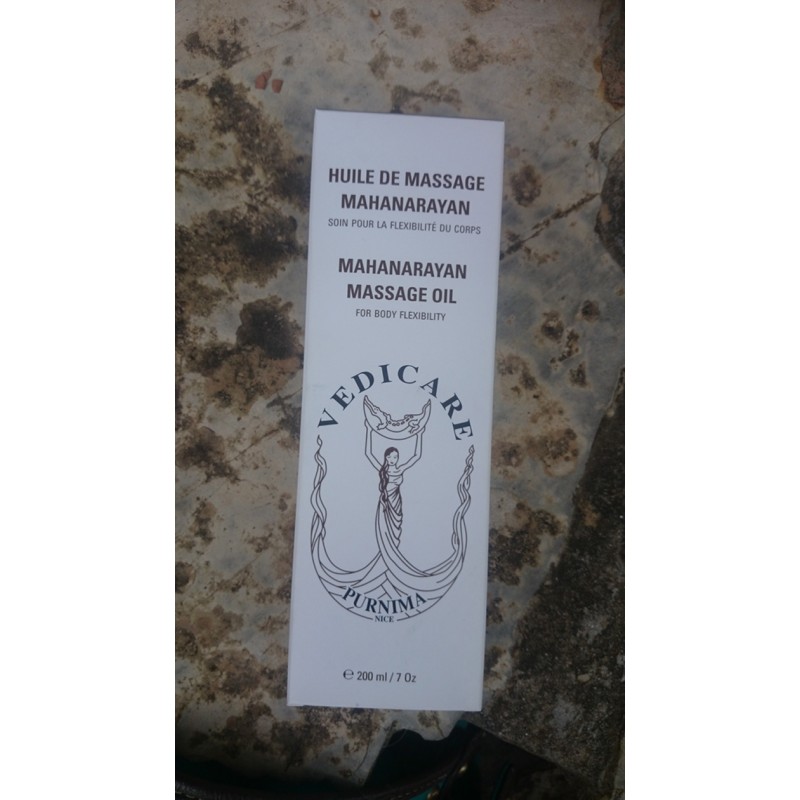 HUILE DE MASSAGE
MAHANARAYAN
SOIN POUR LA FLEXIBILITÉ DU CORPS
MAHANARAYAN
MASSAGE OIL
FOR BODY FLEXIBILITY
VEDICARE
PURNIMA
NICE
℮ 200 ml / 7 Oz